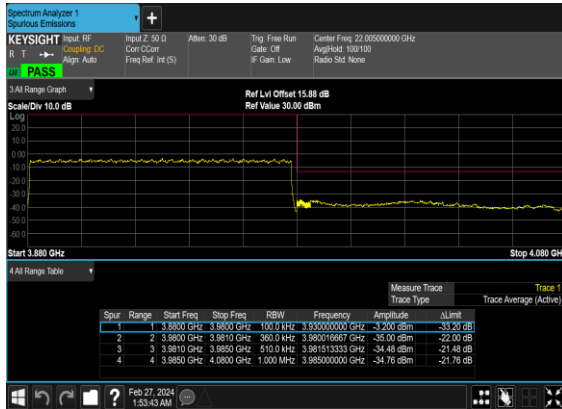 Spectrum Analyzer 1
Spurious Emissions
+
KEYSIGHT Input: RF Input Z: 50 Ω Atten: 30 dB Trig: Free Run Center Freq: 22.005000000 GHz
R T Coupling: DC Corr CCorr Gate: Off Avg|Hold: 100/100
Align: Auto Freq Ref: Int (S) IF Gain: Low Radio Std: None
LU PASS
3 All Range Graph
Ref Lvl Offset 15.88 dB
Scale/Div 10.0 dB Ref Value 30.00 dBm
Log
20.0
10.0
0.00
-10.0
-20.0
-30.0
-40.0
-50.0
-60.0
Start 3.880 GHz Stop 4.080 GH
4 All Range Table
Measure Trace Trace 1
Trace Type Trace Average (Active)
Spur Range Start Freq Stop Freq RBW Frequency Amplitude ΔLimit
1 1 3.8800 GHz 3.9800 GHz 100.0 kHz 3.930000000 GHz -3.200 dBm -33.20 dB
2 2 3.9800 GHz 3.9810 GHz 360.0 kHz 3.980016667 GHz -35.00 dBm -22.00 dB
3 3 3.9810 GHz 3.9850 GHz 510.0 kHz 3.981513333 GHz -34.48 dBm -21.48 dB
4 4 3.9850 GHz 4.0800 GHz 1.000 MHz 3.985000000 GHz -34.76 dBm -21.76 dB
? Feb 27, 2024
1:53:43 AM